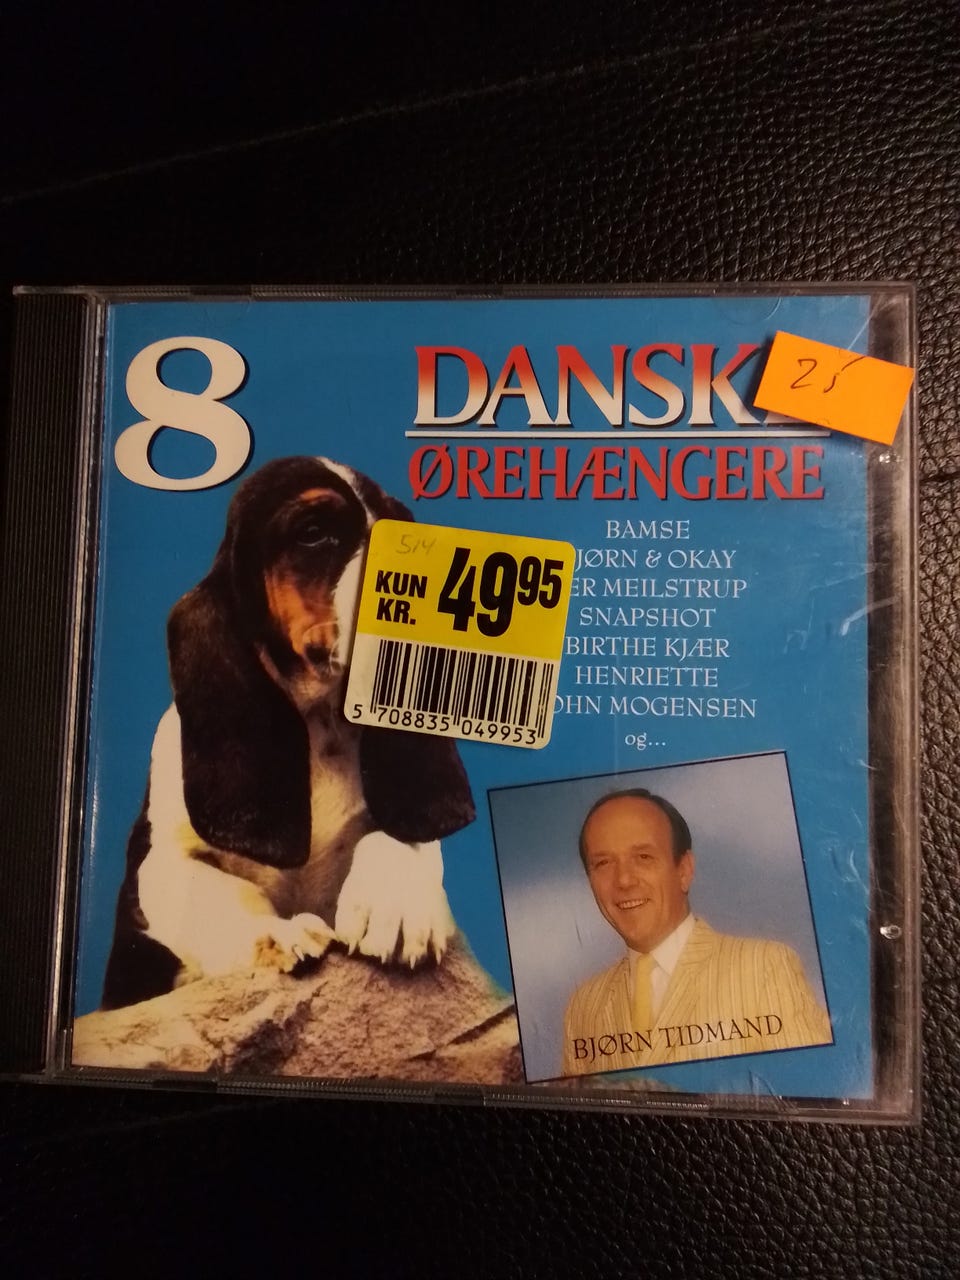 8
DANSKE
25
ØREHÆNGERE
BAMSE
JØRN & OKAY
ER MEILSTRUP
SNAPSHOT
BIRTHE KJÆR
HENRIETTE
OHN MOGENSEN
og...
514
KUN
KR. 49 95
5 708835 049953
BJØRN TIDMAND